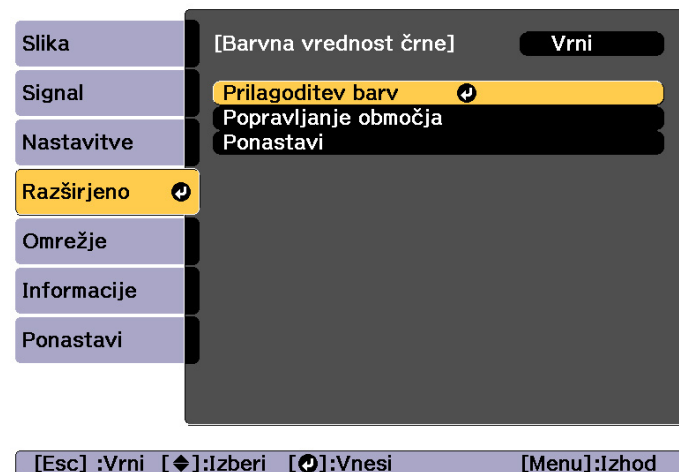 Slika
Signal
Nastavitve
Razširjeno
Omrežje
Informacije
Ponastavi
[Barvna vrednost črne] Vrni
Prilagoditev barv
Popravljanje območja
Ponastavi
[Esc] :Vrni [◆]:Izberi [↵]:Vnesi [Menu]:Izhod